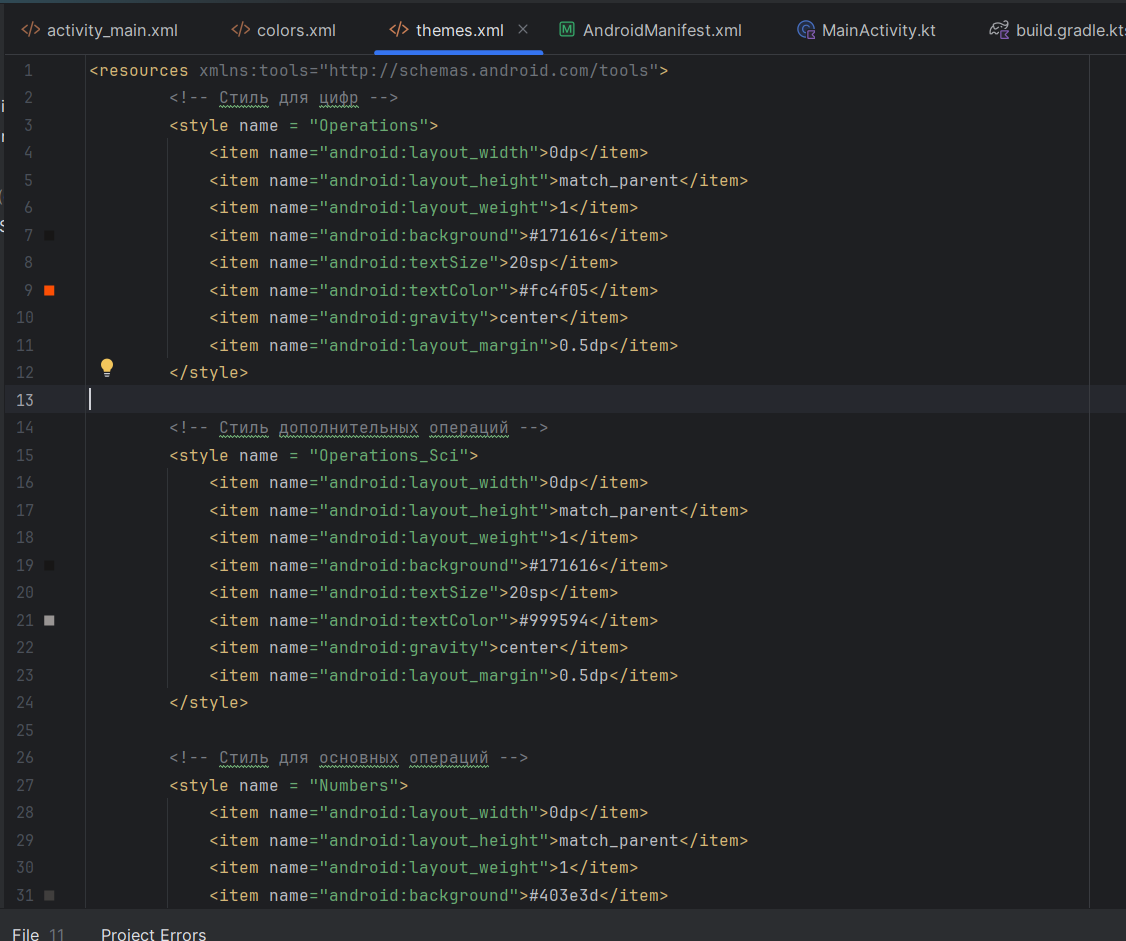 activity_main.xml colors.xml themes.xml AndroidManifest.xml MainActivity.kt build.gradle.kts
1 <resources xmlns:tools="http://schemas.android.com/tools">
2 <!-- Стиль для цифр -->
3 <style name = "Operations">
4 <item name="android:layout_width">0dp</item>
5 <item name="android:layout_height">match_parent</item>
6 <item name="android:layout_weight">1</item>
7 <item name="android:background">#171616</item>
8 <item name="android:textSize">20sp</item>
9 <item name="android:textColor">#fc4f05</item>
10 <item name="android:gravity">center</item>
11 <item name="android:layout_margin">0.5dp</item>
12 </style>
13
14 <!-- Стиль дополнительных операций -->
15 <style name = "Operations_Sci">
16 <item name="android:layout_width">0dp</item>
17 <item name="android:layout_height">match_parent</item>
18 <item name="android:layout_weight">1</item>
19 <item name="android:background">#171616</item>
20 <item name="android:textSize">20sp</item>
21 <item name="android:textColor">#999594</item>
22 <item name="android:gravity">center</item>
23 <item name="android:layout_margin">0.5dp</item>
24 </style>
25
26 <!-- Стиль для основных операций -->
27 <style name = "Numbers">
28 <item name="android:layout_width">0dp</item>
29 <item name="android:layout_height">match_parent</item>
30 <item name="android:layout_weight">1</item>
31 <item name="android:background">#403e3d</item>
File 11 Project Errors